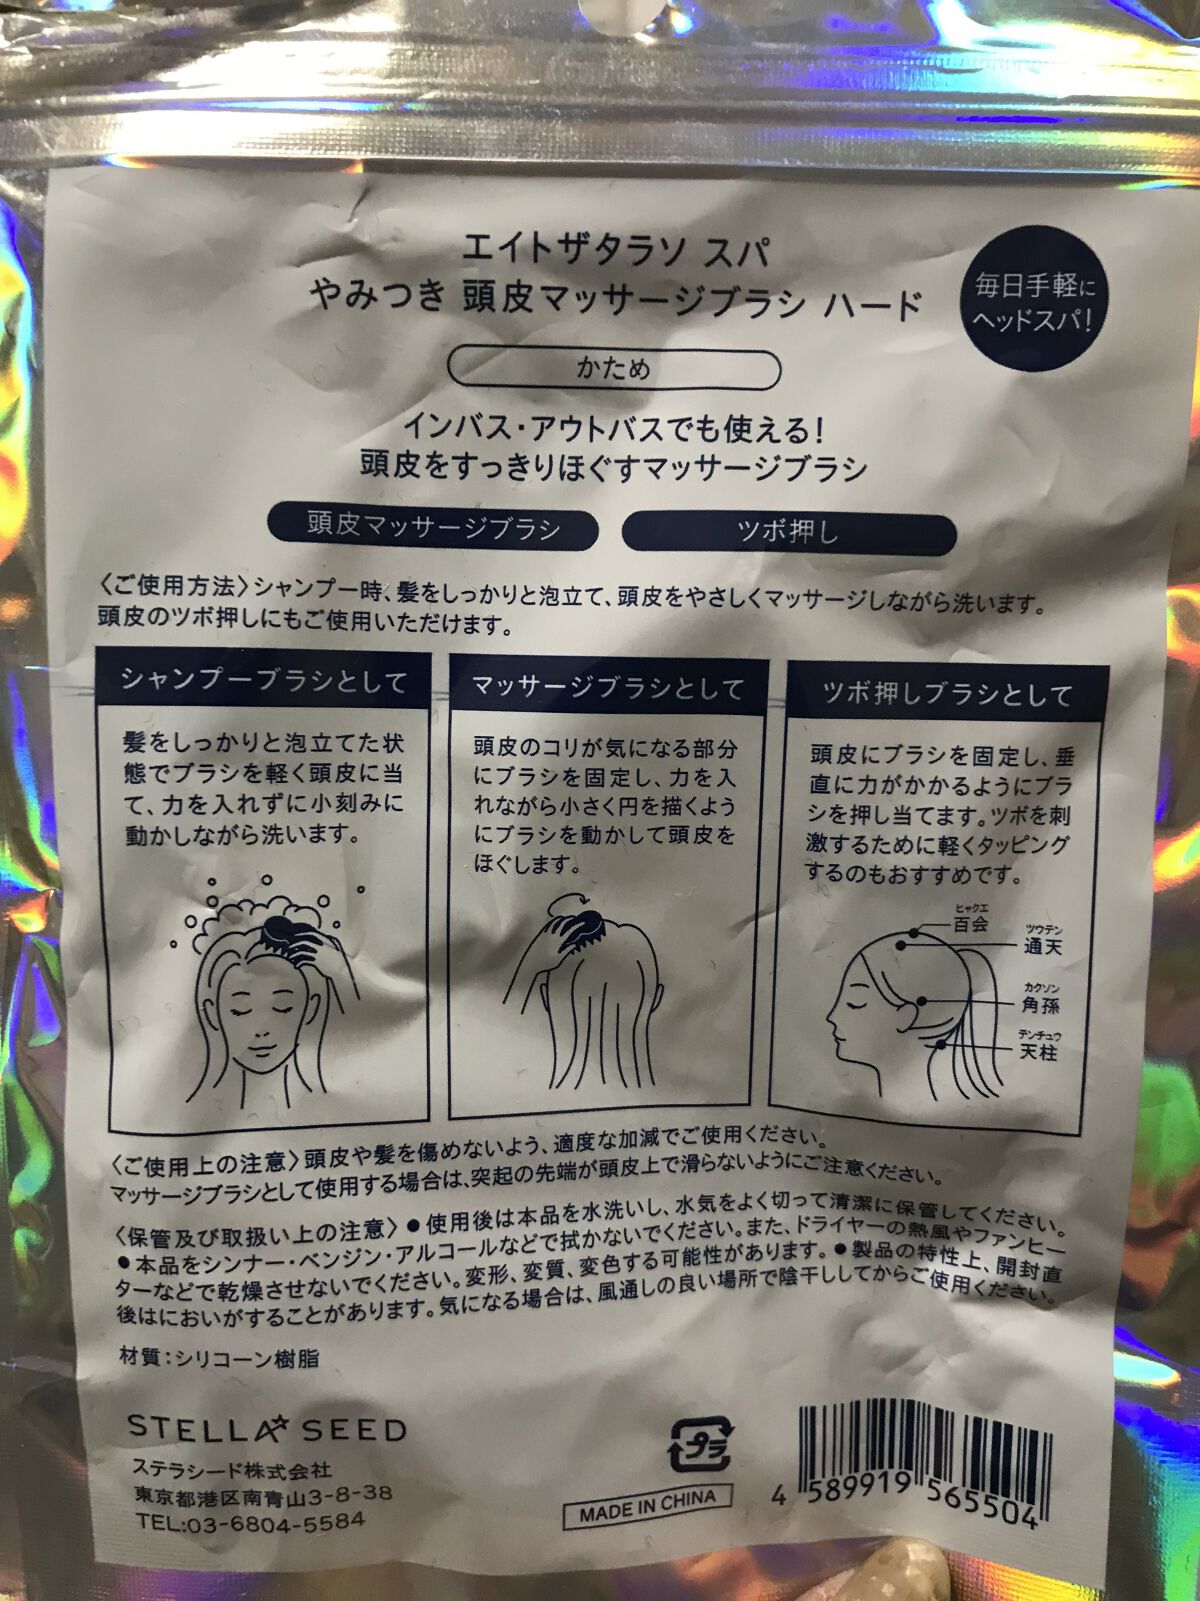 エイトザタラソ スパ
やみつき 頭皮マッサージブラシ ハード
毎日手軽に
ヘッドスパ!
かため
インバス・アウトバスでも使える!
頭皮をすっきりほぐすマッサージブラシ
頭皮マッサージブラシ
ツボ押し
〈ご使用方法〉シャンプー時、髪をしっかりと泡立て、頭皮をやさしくマッサージしながら洗います。
頭皮のツボ押しにもご使用いただけます。
シャンプーブラシとして
髪をしっかりと泡立てた状
態でブラシを軽く頭皮に当
て、力を入れずに小刻みに
動かしながら洗います。
マッサージブラシとして
頭皮のコリが気になる部分
にブラシを固定し、力を入
れながら小さく円を描くよう
にブラシを動かして頭皮を
ほぐします。
ツボ押しブラシとして
頭皮にブラシを固定し、垂
直に力がかかるようにブラ
シを押し当てます。ツボを刺
激するために軽くタッピング
するのもおすすめです。
ヒャクエ
百会
ツウテン
通天
カクソン
角孫
テンチュウ
天柱
〈ご使用上の注意〉頭皮や髪を傷めないよう、適度な加減でご使用ください。
マッサージブラシとして使用する場合は、突起の先端が頭皮上で滑らないようにご注意ください。
〈保管及び取扱い上の注意〉●使用後は本品を水洗いし、水気をよく切って清潔に保管してください。
●本品をシンナー・ベンジン・アルコールなどで拭かないでください。また、ドライヤーの熱風やファンヒー
ターなどで乾燥させないでください。変形、変質、変色する可能性があります。●製品の特性上、開封直
後はにおいがすることがあります。気になる場合は、風通しの良い場所で陰干ししてからご使用ください。
材質:シリコーン樹脂
STELLA SEED
ステラシード株式会社
東京都港区南青山3-8-38
TEL:03-6804-5584
プラ
MADE IN CHINA
4 589919 565504